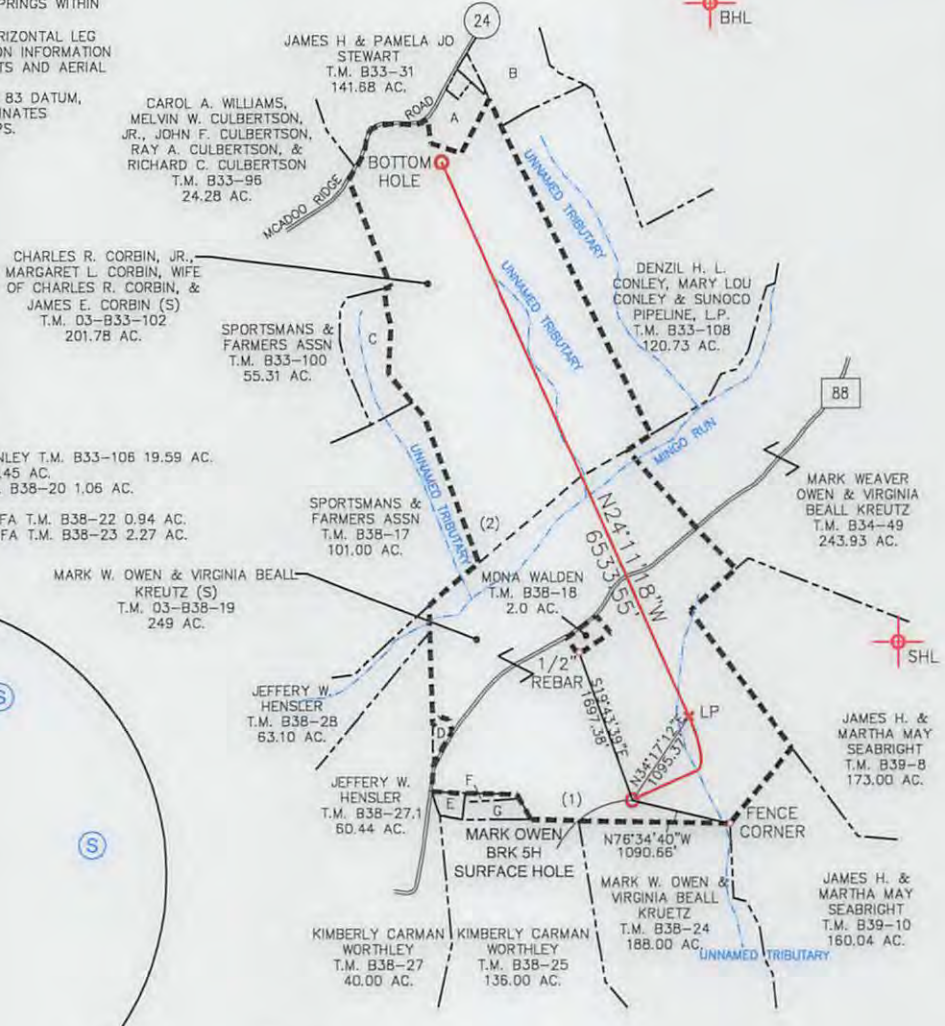 PRINGS WITHIN
RIZONTAL LEG
ON INFORMATION
TS AND AERIAL
83 DATUM,
INATES
PS.
BHL
24
JAMES H & PAMELA JO
STEWART
T.M. B33-31
141.68 AC.
A
B
CAROL A. WILLIAMS,
MELVIN W. CULBERTSON,
JR., JOHN F. CULBERTSON,
RAY A. CULBERTSON, &
RICHARD C. CULBERTSON
T.M. B33-96
24.28 AC.
MCADOO RIDGE ROAD
BOTTOM
HOLE
UNNAMED TRIBUTARY
UNNAMED TRIBUTARY
CHARLES R. CORBIN, JR.,
MARGARET L. CORBIN, WIFE
OF CHARLES R. CORBIN, &
JAMES E. CORBIN (S)
T.M. 03-B33-102
201.78 AC.
DENZIL H. L.
CONLEY, MARY LOU
CONLEY & SUNOCO
PIPELINE, L.P.
T.M. B33-108
120.73 AC.
SPORTSMANS &
FARMERS ASSN
T.M. B33-100
55.31 AC.
C
88
MINGO RUN
UNNAMED TRIBUTARY
NLEY T.M. B33-106 19.59 AC.
.45 AC.
B38-20 1.06 AC.
FA T.M. B38-22 0.94 AC.
FA T.M. B38-23 2.27 AC.
MARK WEAVER
OWEN & VIRGINIA
BEALL KREUTZ
T.M. B34-49
243.93 AC.
SPORTSMANS &
FARMERS ASSN
T.M. B38-17
101.00 AC.
(2)
N24°11'18"W
6533.55'
MARK W. OWEN & VIRGINIA BEALL
KREUTZ (S)
T.M. 03-B38-19
249 AC.
MONA WALDEN
T.M. B38-18
2.0 AC.
SHL
1/2"
REBAR
S19°43'39"E
1697.38'
JEFFERY W.
HENSLER
T.M. B38-28
63.10 AC.
S
LP
N34°17'12"E
1095.37'
JAMES H. &
MARTHA MAY
SEABRIGHT
T.M. B39-8
173.00 AC.
D
JEFFERY W.
HENSLER
T.M. B38-27.1
60.44 AC.
F
E
G
(1)
FENCE
CORNER
MARK OWEN
BRK 5H
SURFACE HOLE
N76°34'40"W
1090.66'
S
MARK W. OWEN &
VIRGINIA BEALL
KRUETZ
T.M. B38-24
188.00 AC.
JAMES H. &
MARTHA MAY
SEABRIGHT
T.M. B39-10
160.04 AC.
KIMBERLY CARMAN
WORTHLEY
T.M. B38-27
40.00 AC.
KIMBERLY CARMAN
WORTHLEY
T.M. B38-25
136.00 AC.
UNNAMED TRIBUTARY